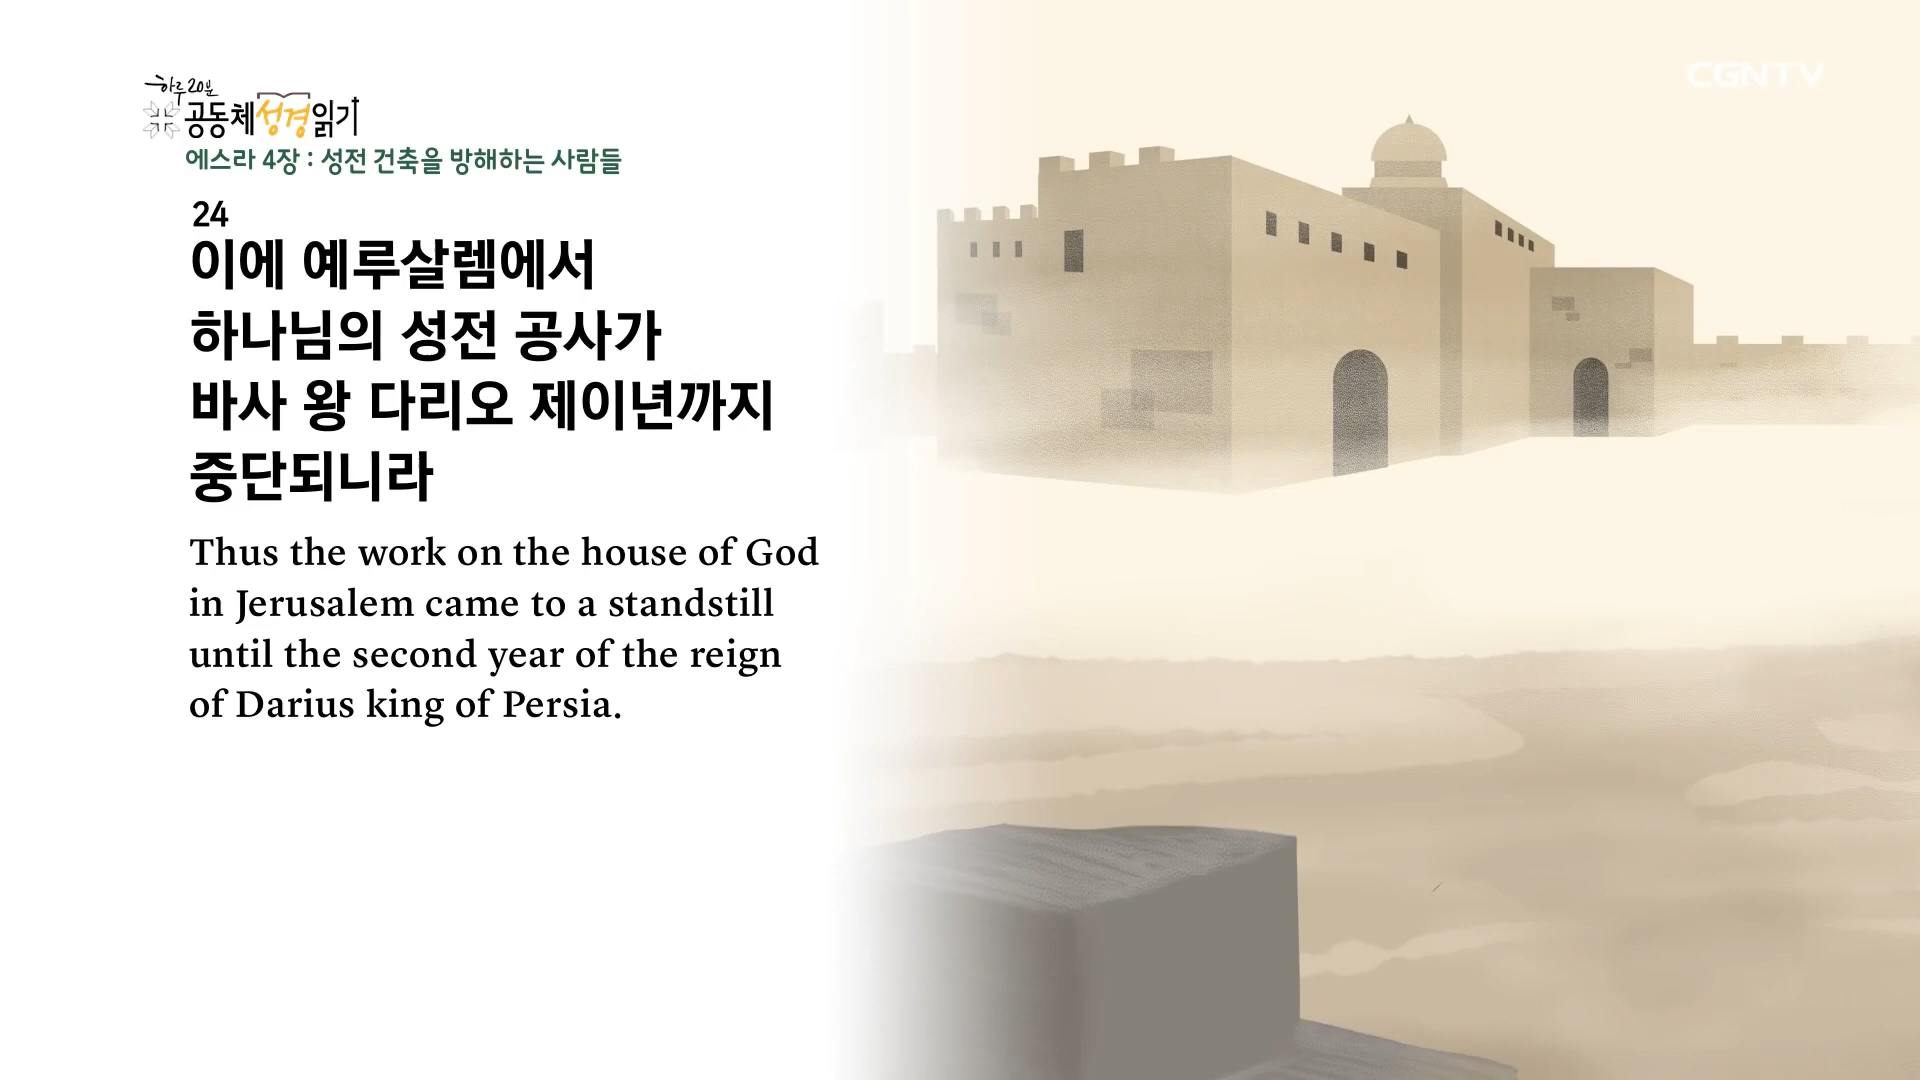 하루 20분
공동체성경읽기
CGNTV
에스라 4장 : 성전 건축을 방해하는 사람들
24
이에 예루살렘에서
하나님의 성전 공사가
바사 왕 다리오 제이년까지
중단되니라
Thus the work on the house of God
in Jerusalem came to a standstill
until the second year of the reign
of Darius king of Persia.